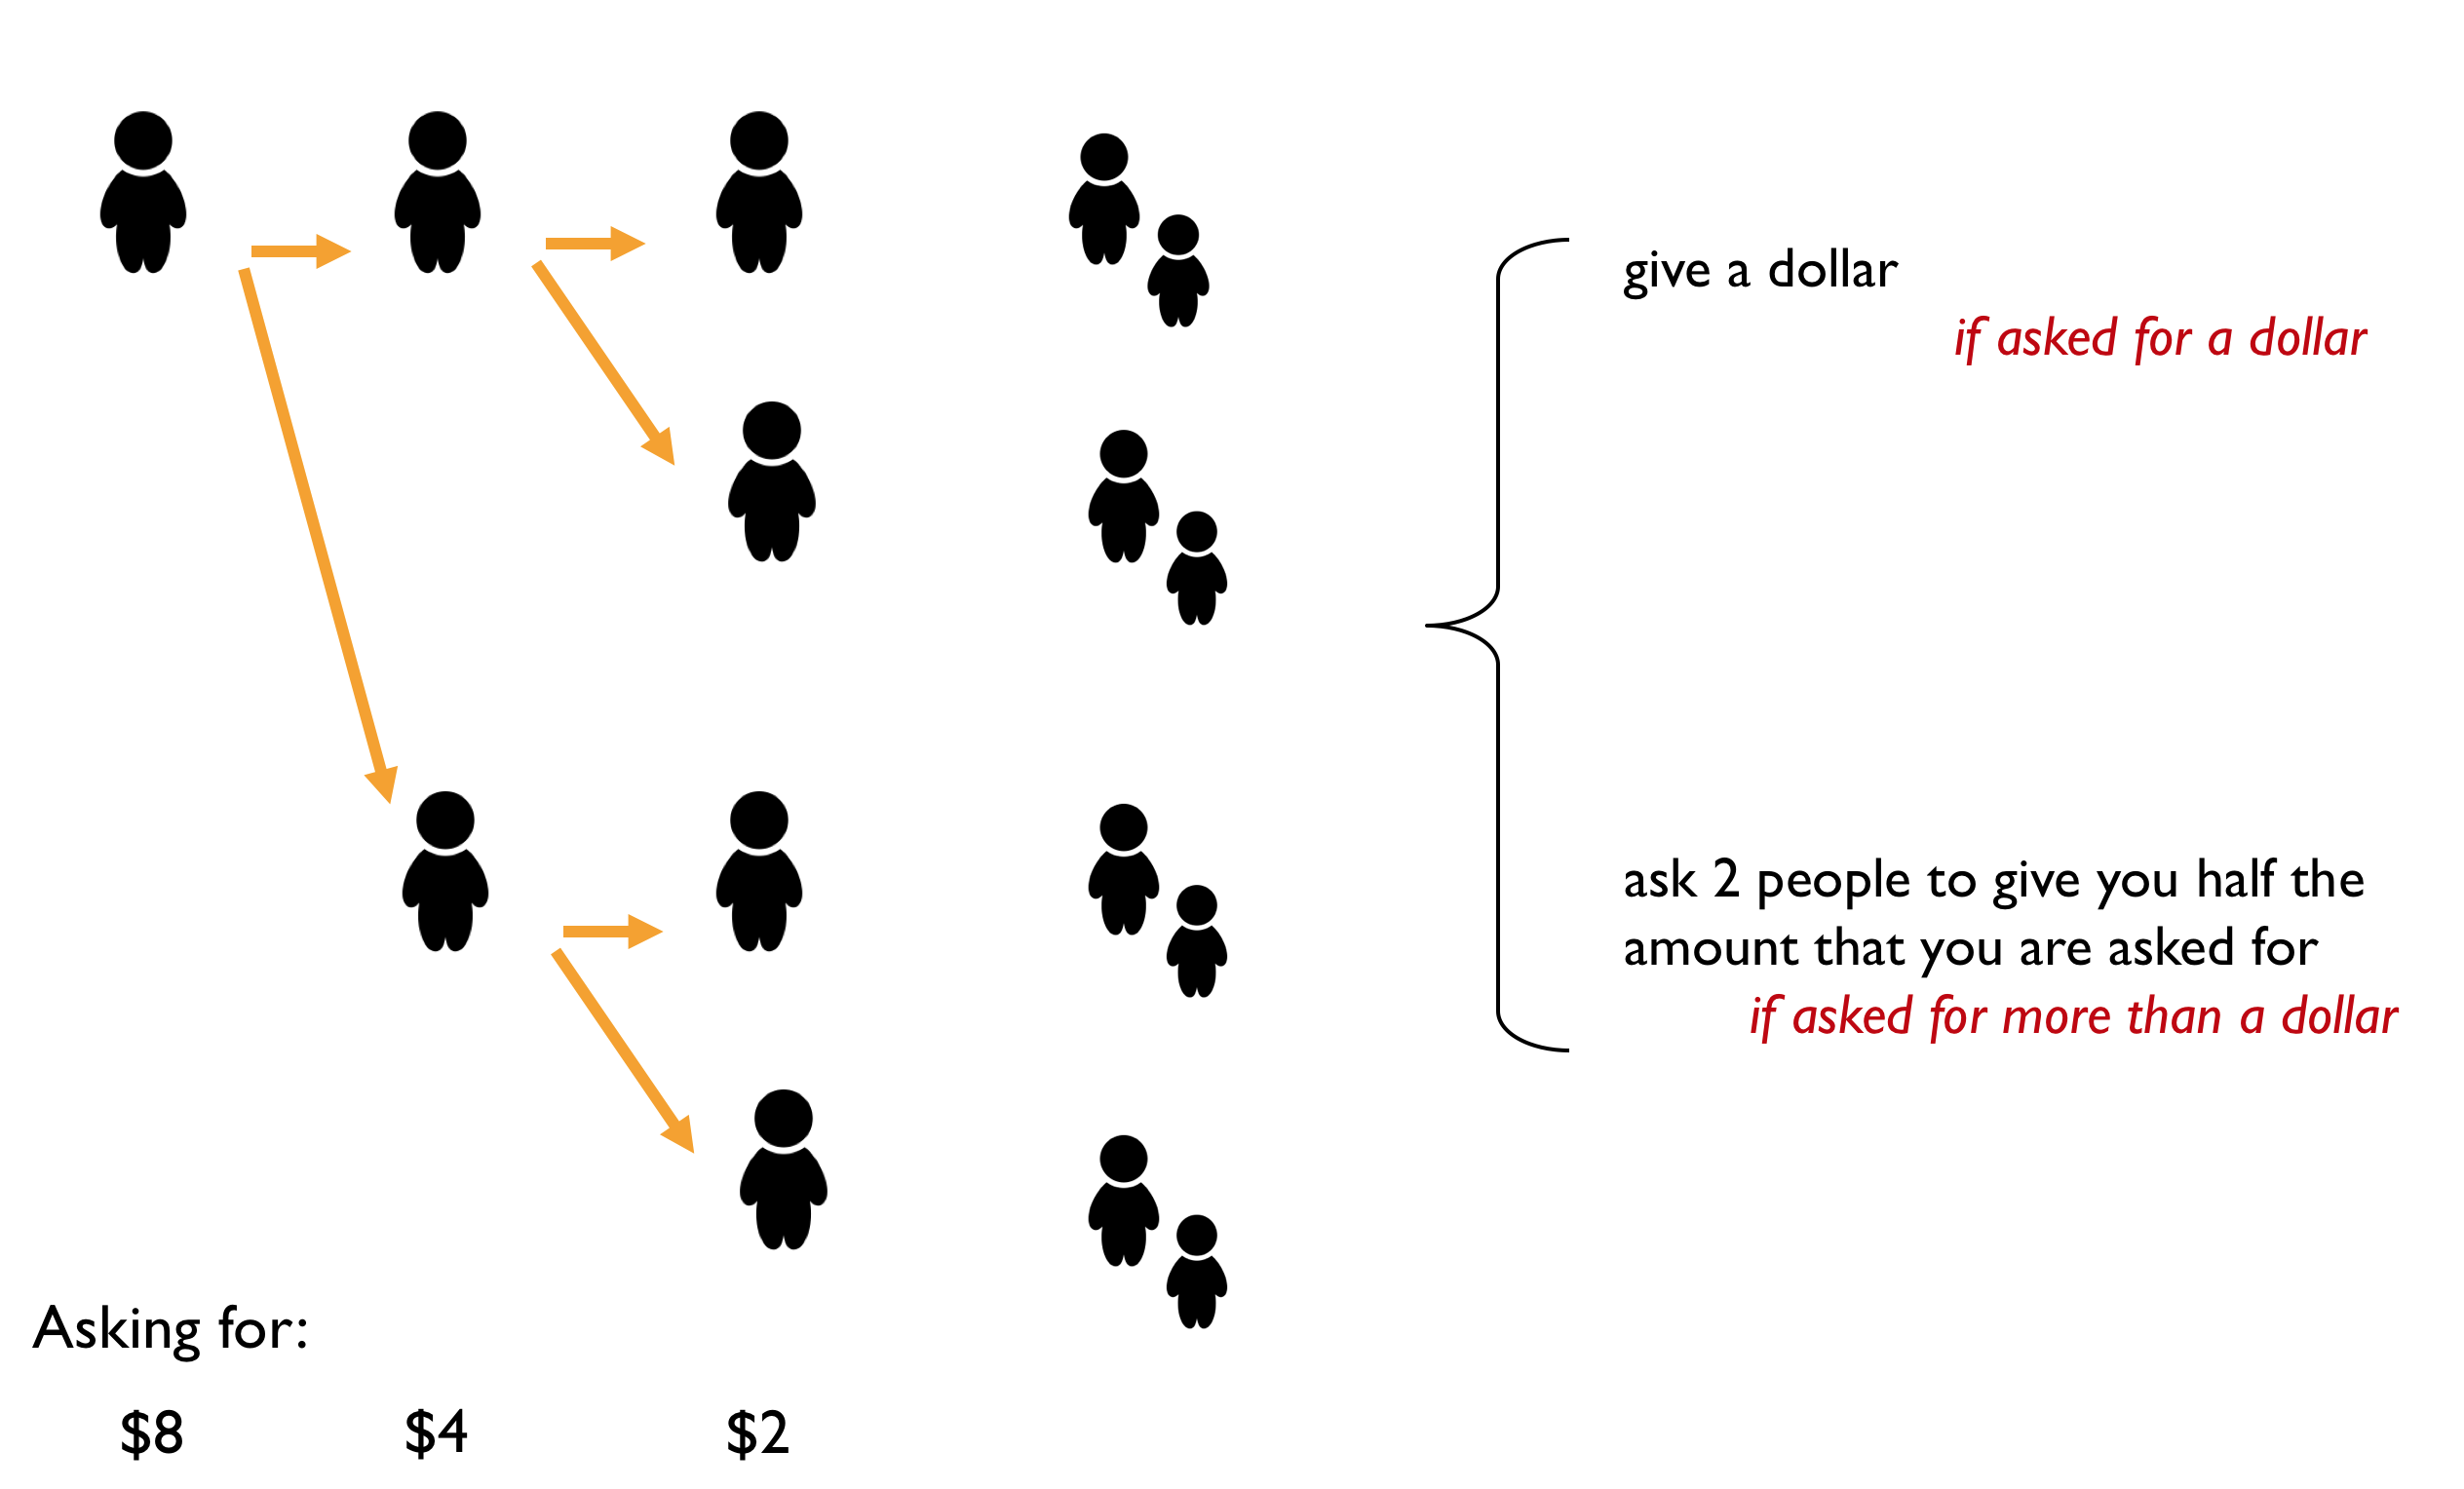 give a dollar
if asked for a dollar
ask 2 people to give you half the
amount that you are asked for
if asked for more than a dollar
Asking for:
$8 $4 $2